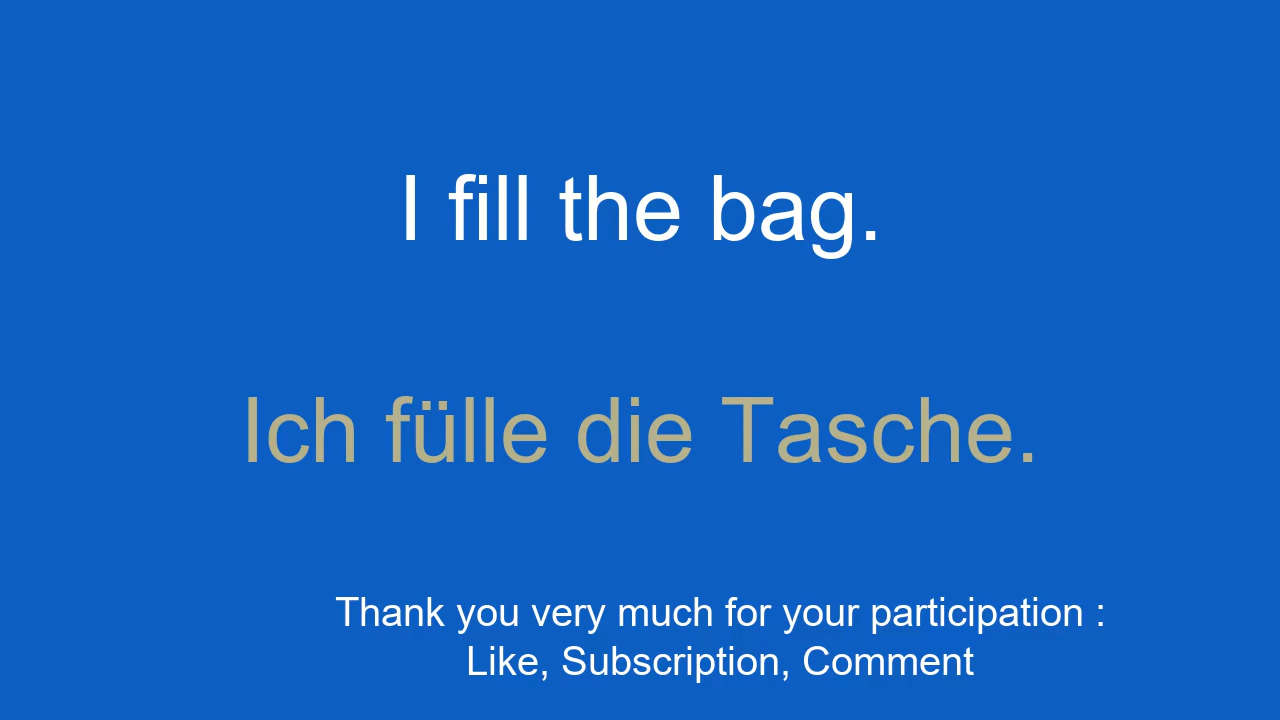 I fill the bag.
Ich fülle die Tasche.
Thank you very much for your participation :
Like, Subscription, Comment